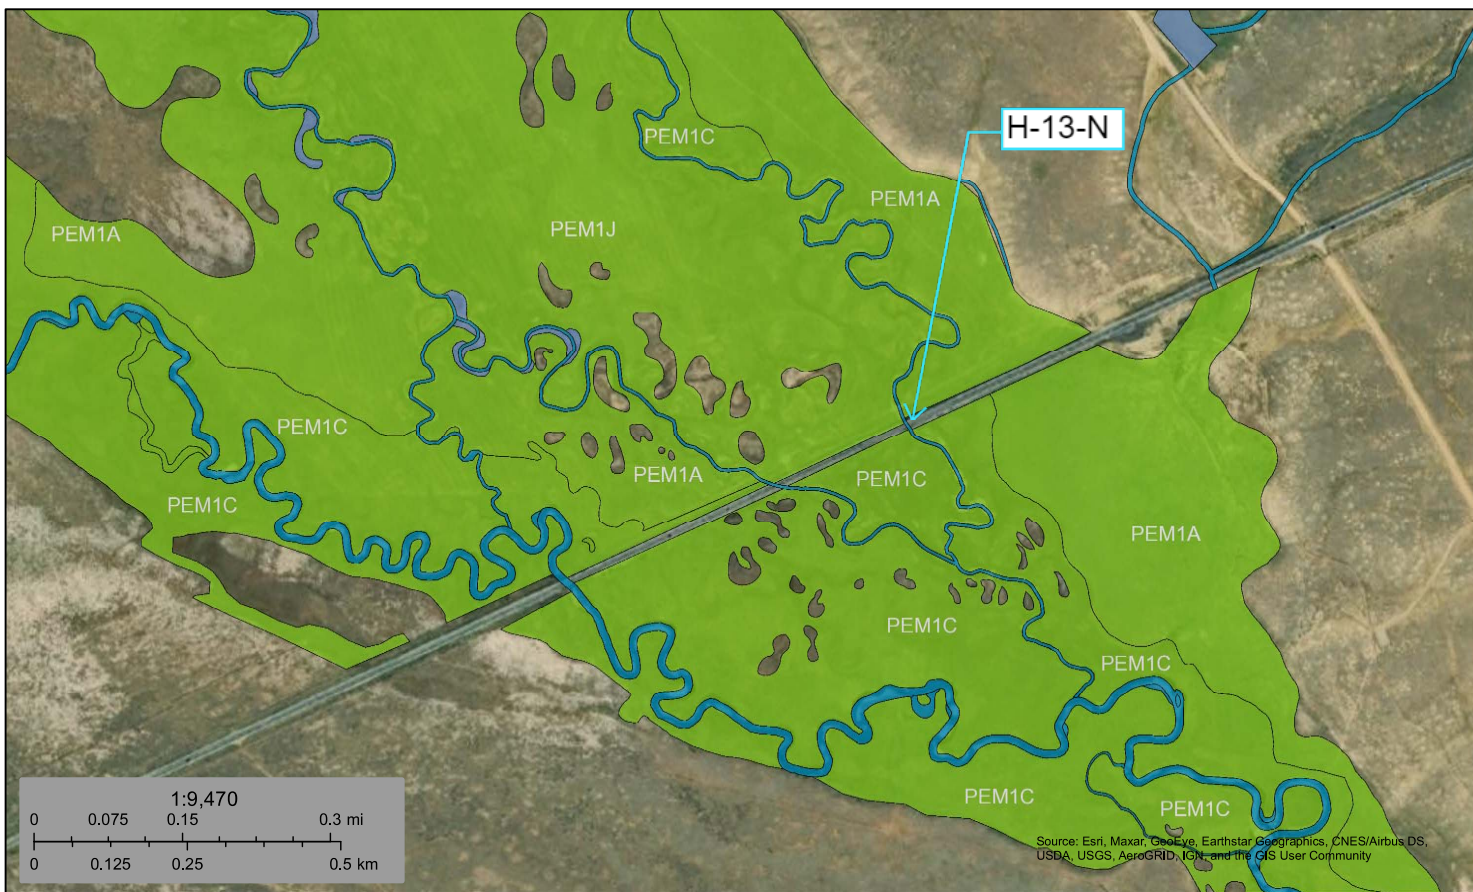 H-13-N
PEM1C
PEM1A
PEM1A
PEM1J
PEM1C
PEM1A
PEM1C
PEM1C
PEM1A
PEM1C
PEM1C
PEM1C
PEM1C
1:9,470
0 0.075 0.15 0.3 mi
0 0.125 0.25 0.5 km
Source: Esri, Maxar, GeoEye, Earthstar Geographics, CNES/Airbus DS,
USDA, USGS, AeroGRID, IGN, and the GIS User Community